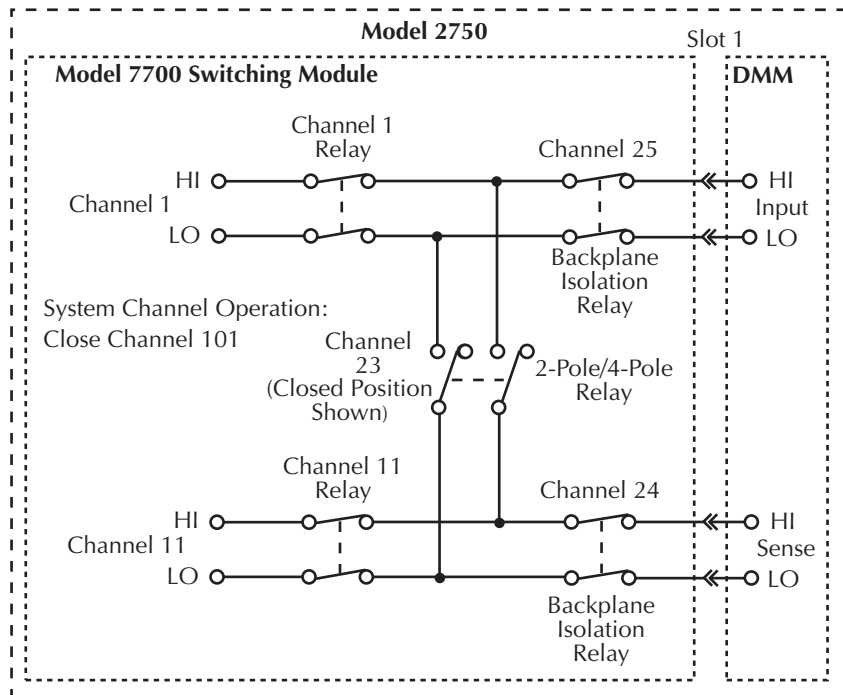 Model 2750
Slot 1
Model 7700 Switching Module
DMM
Channel 1
Relay
Channel 25
HI
HI
Channel 1
Input
LO
LO
Backplane
Isolation
Relay
System Channel Operation:
Close Channel 101
Channel
23
(Closed Position
Shown)
2-Pole/4-Pole
Relay
Channel 11
Relay
Channel 24
HI
HI
Channel 11
Sense
LO
LO
Backplane
Isolation
Relay